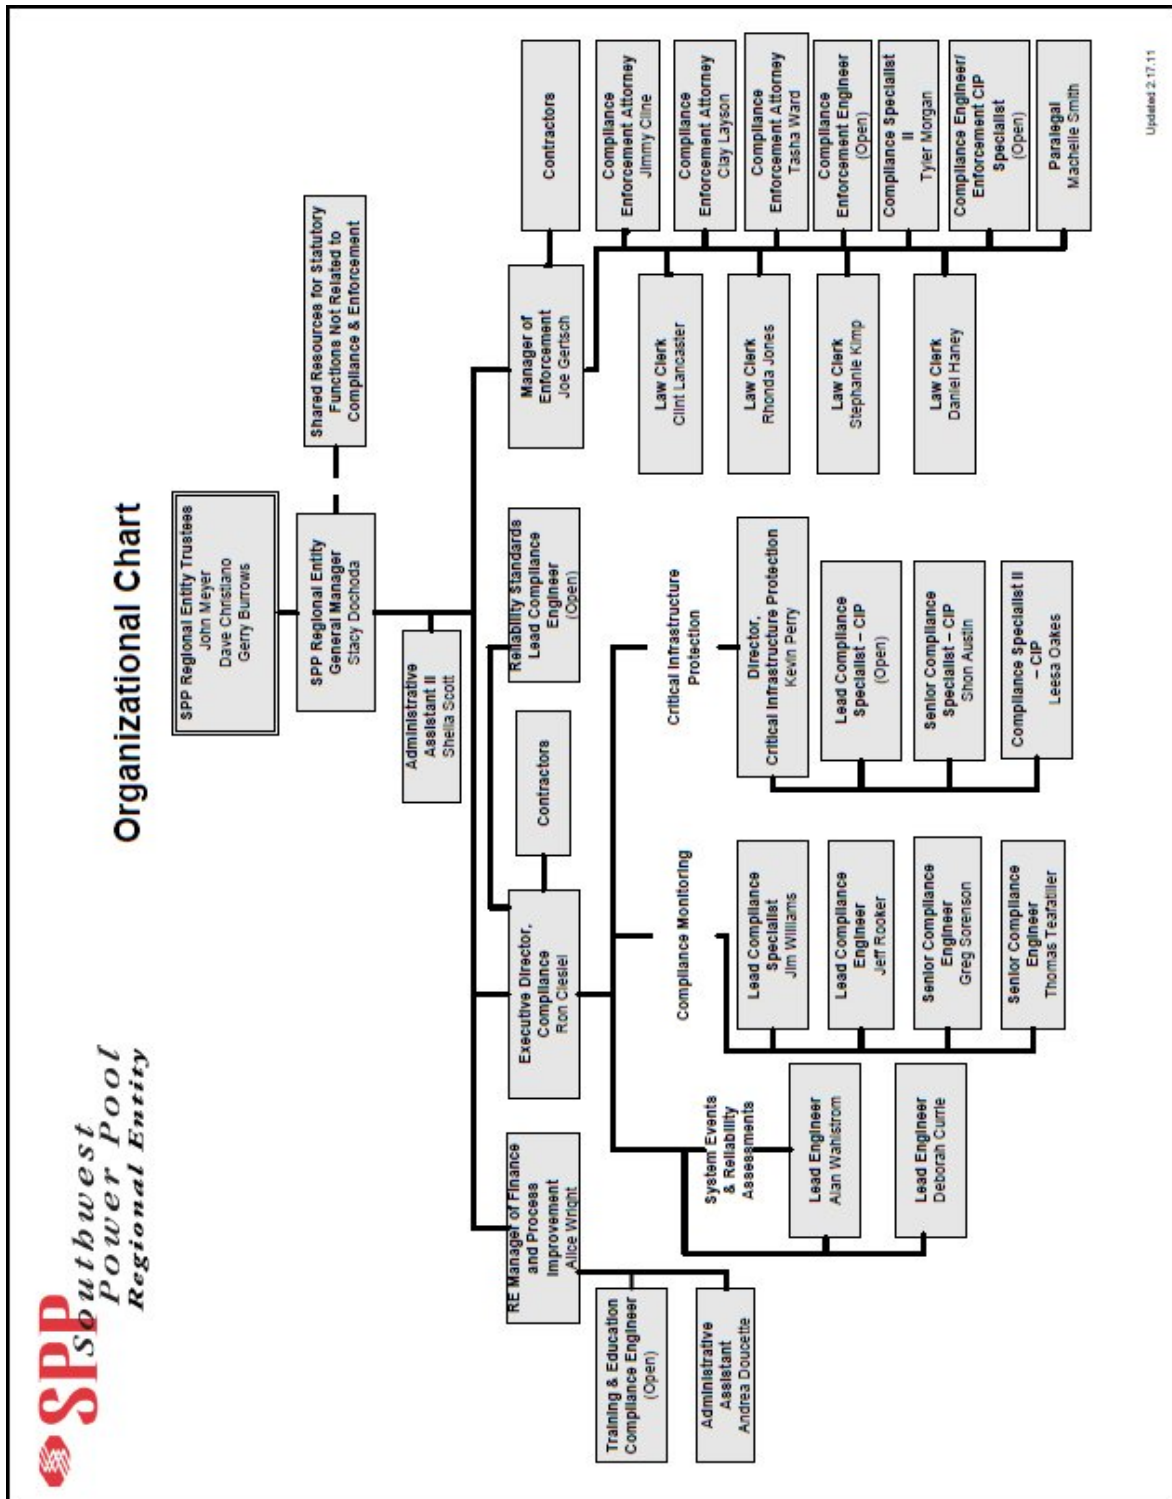 SPP
Southwest
Power Pool
Regional Entity
Organizational Chart
SPP Regional Entity Trustees
John Meyer
Dave Christiano
Gerry Burrows
SPP Regional Entity
General Manager
Stacy Dochoda
Shared Resources for Statutory
Functions Not Related to
Compliance & Enforcement
Administrative
Assistant II
Shella Scott
RE Manager of Finance
and Process
Improvement
Alice Wright
Executive Director,
Compliance
Ron Ciesiel
Contractors
Reliability Standards
Lead Compliance
Engineer
(Open)
Manager of
Enforcement
Joe Gertsch
Contractors
Training & Education
Compliance Engineer
(Open)
Administrative
Assistant
Andrea Doucette
System Events
& Reliability
Assessments
Lead Engineer
Alan Wahlstrom
Lead Engineer
Deborah Currie
Compliance Monitoring
Lead Compliance
Specialist
Jim Williams
Lead Compliance
Engineer
Jeff Rooker
Senior Compliance
Engineer
Greg Sorenson
Senior Compliance
Engineer
Thomas Teafatiller
Critical Infrastructure
Protection
Director,
Critical Infrastructure Protection
Kevin Perry
Lead Compliance
Specialist – CIP
(Open)
Senior Compliance
Specialist – CIP
Shon Austin
Compliance Specialist II
– CIP
Leesa Oakes
Law Clerk
Clint Lancaster
Law Clerk
Rhonda Jones
Law Clerk
Stephanie Kimp
Law Clerk
Daniel Haney
Compliance
Enforcement Attorney
Jimmy Cline
Compliance
Enforcement Attorney
Clay Layson
Compliance
Enforcement Attorney
Tasha Ward
Compliance
Enforcement Engineer
(Open)
Compliance Specialist
II
Tyler Morgan
Compliance Engineer/
Enforcement CIP
Specialist
(Open)
Paralegal
Machelle Smith
Updated 2.17.11